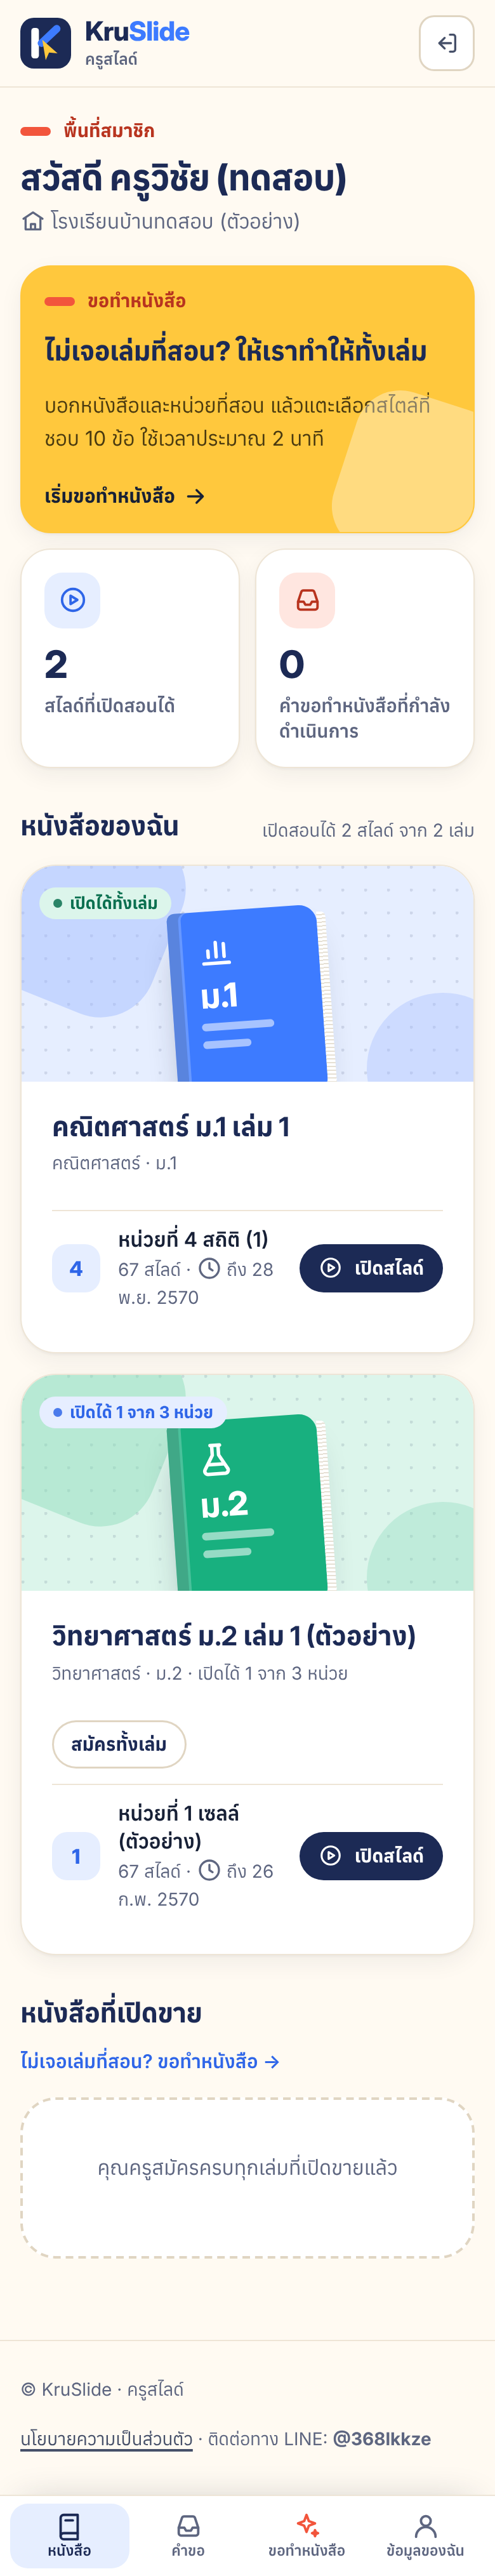 KruSlide
ครูสไลด์
พื้นที่สมาชิก
สวัสดี ครูวิชัย (ทดสอบ)
โรงเรียนบ้านทดสอบ (ตัวอย่าง)
ขอทำหนังสือ
ไม่เจอเล่มที่สอน? ให้เราทำให้ทั้งเล่ม
บอกหนังสือและหน่วยที่สอน แล้วแตะเลือกสไตล์ที่
ชอบ 10 ข้อ ใช้เวลาประมาณ 2 นาที
เริ่มขอทำหนังสือ →
2
สไลด์ที่เปิดสอนได้
0
คำขอทำหนังสือที่กำลัง
ดำเนินการ
หนังสือของฉัน
เปิดสอนได้ 2 สไลด์ จาก 2 เล่ม
เปิดได้ทั้งเล่ม
ม.1
คณิตศาสตร์ ม.1 เล่ม 1
คณิตศาสตร์ · ม.1
4
หน่วยที่ 4 สถิติ (1)
67 สไลด์ · ถึง 28
พ.ย. 2570
เปิดสไลด์
เปิดได้ 1 จาก 3 หน่วย
ม.2
วิทยาศาสตร์ ม.2 เล่ม 1 (ตัวอย่าง)
วิทยาศาสตร์ · ม.2 · เปิดได้ 1 จาก 3 หน่วย
สมัครทั้งเล่ม
1
หน่วยที่ 1 เซลล์
(ตัวอย่าง)
67 สไลด์ · ถึง 26
ก.พ. 2570
เปิดสไลด์
หนังสือที่เปิดขาย
ไม่เจอเล่มที่สอน? ขอทำหนังสือ →
คุณครูสมัครครบทุกเล่มที่เปิดขายแล้ว
© KruSlide · ครูสไลด์
นโยบายความเป็นส่วนตัว · ติดต่อทาง LINE: @368lkkze
หนังสือ
คำขอ
ขอทำหนังสือ
ข้อมูลของฉัน